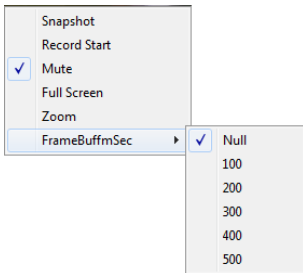 Snapshot
Record Start
Mute
Full Screen
Zoom
FrameBuffmSec
Null
100
200
300
400
500